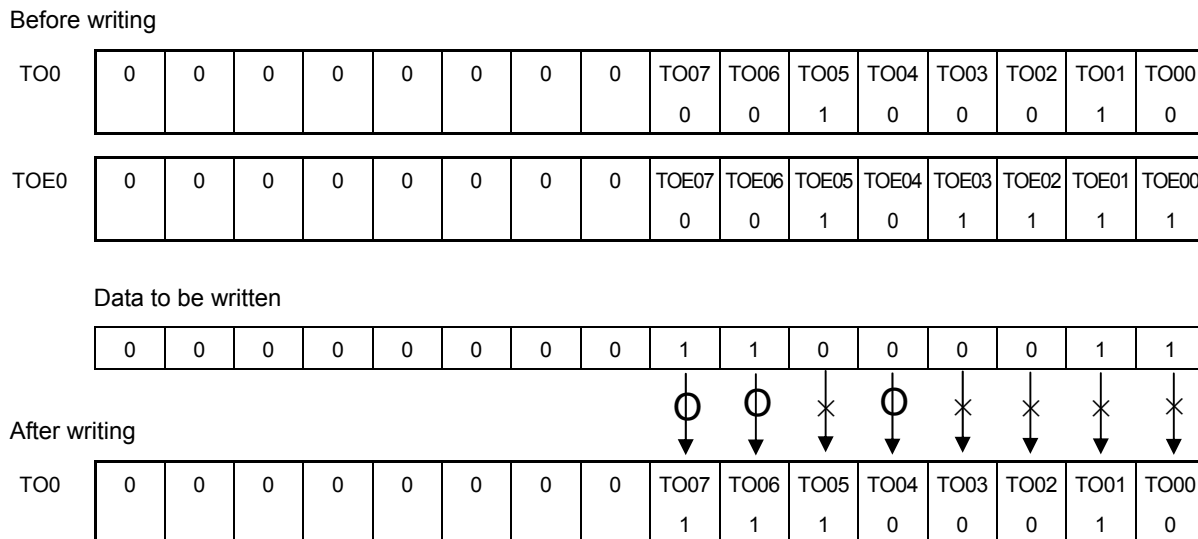 Before writing
TO0 0 0 0 0 0 0 0 0 TO07 TO06 TO05 TO04 TO03 TO02 TO01 TO00
0 0 1 0 0 0 1 0
TOE0 0 0 0 0 0 0 0 0 TOE07 TOE06 TOE05 TOE04 TOE03 TOE02 TOE01 TOE00
0 0 1 0 1 1 1 1
Data to be written
0 0 0 0 0 0 0 0 1 1 0 0 0 0 1 1
O O × O × × × ×
After writing
TO0 0 0 0 0 0 0 0 0 TO07 TO06 TO05 TO04 TO03 TO02 TO01 TO00
1 1 1 0 0 0 1 0